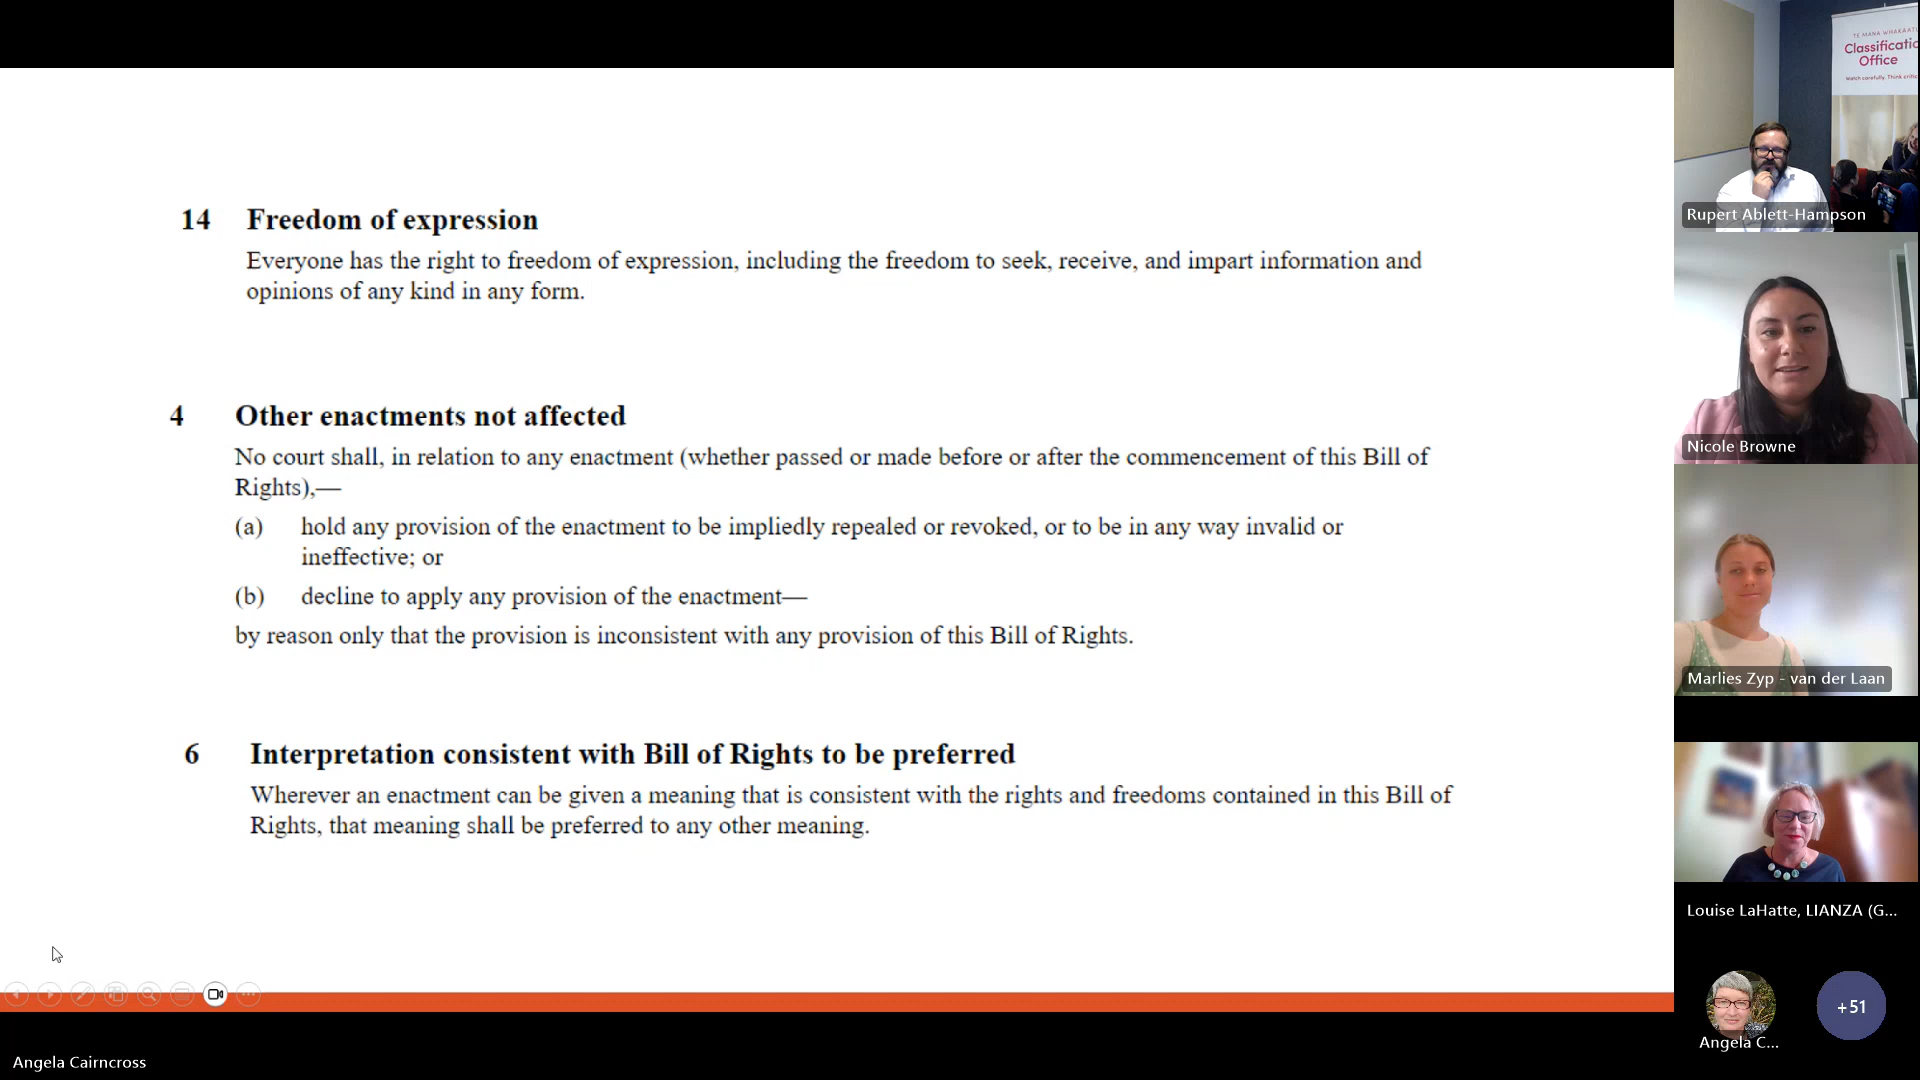 14 Freedom of expression
Everyone has the right to freedom of expression, including the freedom to seek, receive, and impart information and
opinions of any kind in any form.
4 Other enactments not affected
No court shall, in relation to any enactment (whether passed or made before or after the commencement of this Bill of
Rights),—
(a) hold any provision of the enactment to be impliedly repealed or revoked, or to be in any way invalid or
ineffective; or
(b) decline to apply any provision of the enactment—
by reason only that the provision is inconsistent with any provision of this Bill of Rights.
6 Interpretation consistent with Bill of Rights to be preferred
Wherever an enactment can be given a meaning that is consistent with the rights and freedoms contained in this Bill of
Rights, that meaning shall be preferred to any other meaning.
Angela Cairncross
TE MANA WHAKAATU
Classificatio
Office
Watch carefully. Think critic
Rupert Ablett-Hampson
Nicole Browne
Marlies Zyp - van der Laan
Louise LaHatte, LIANZA (G...
Angela C...
+51